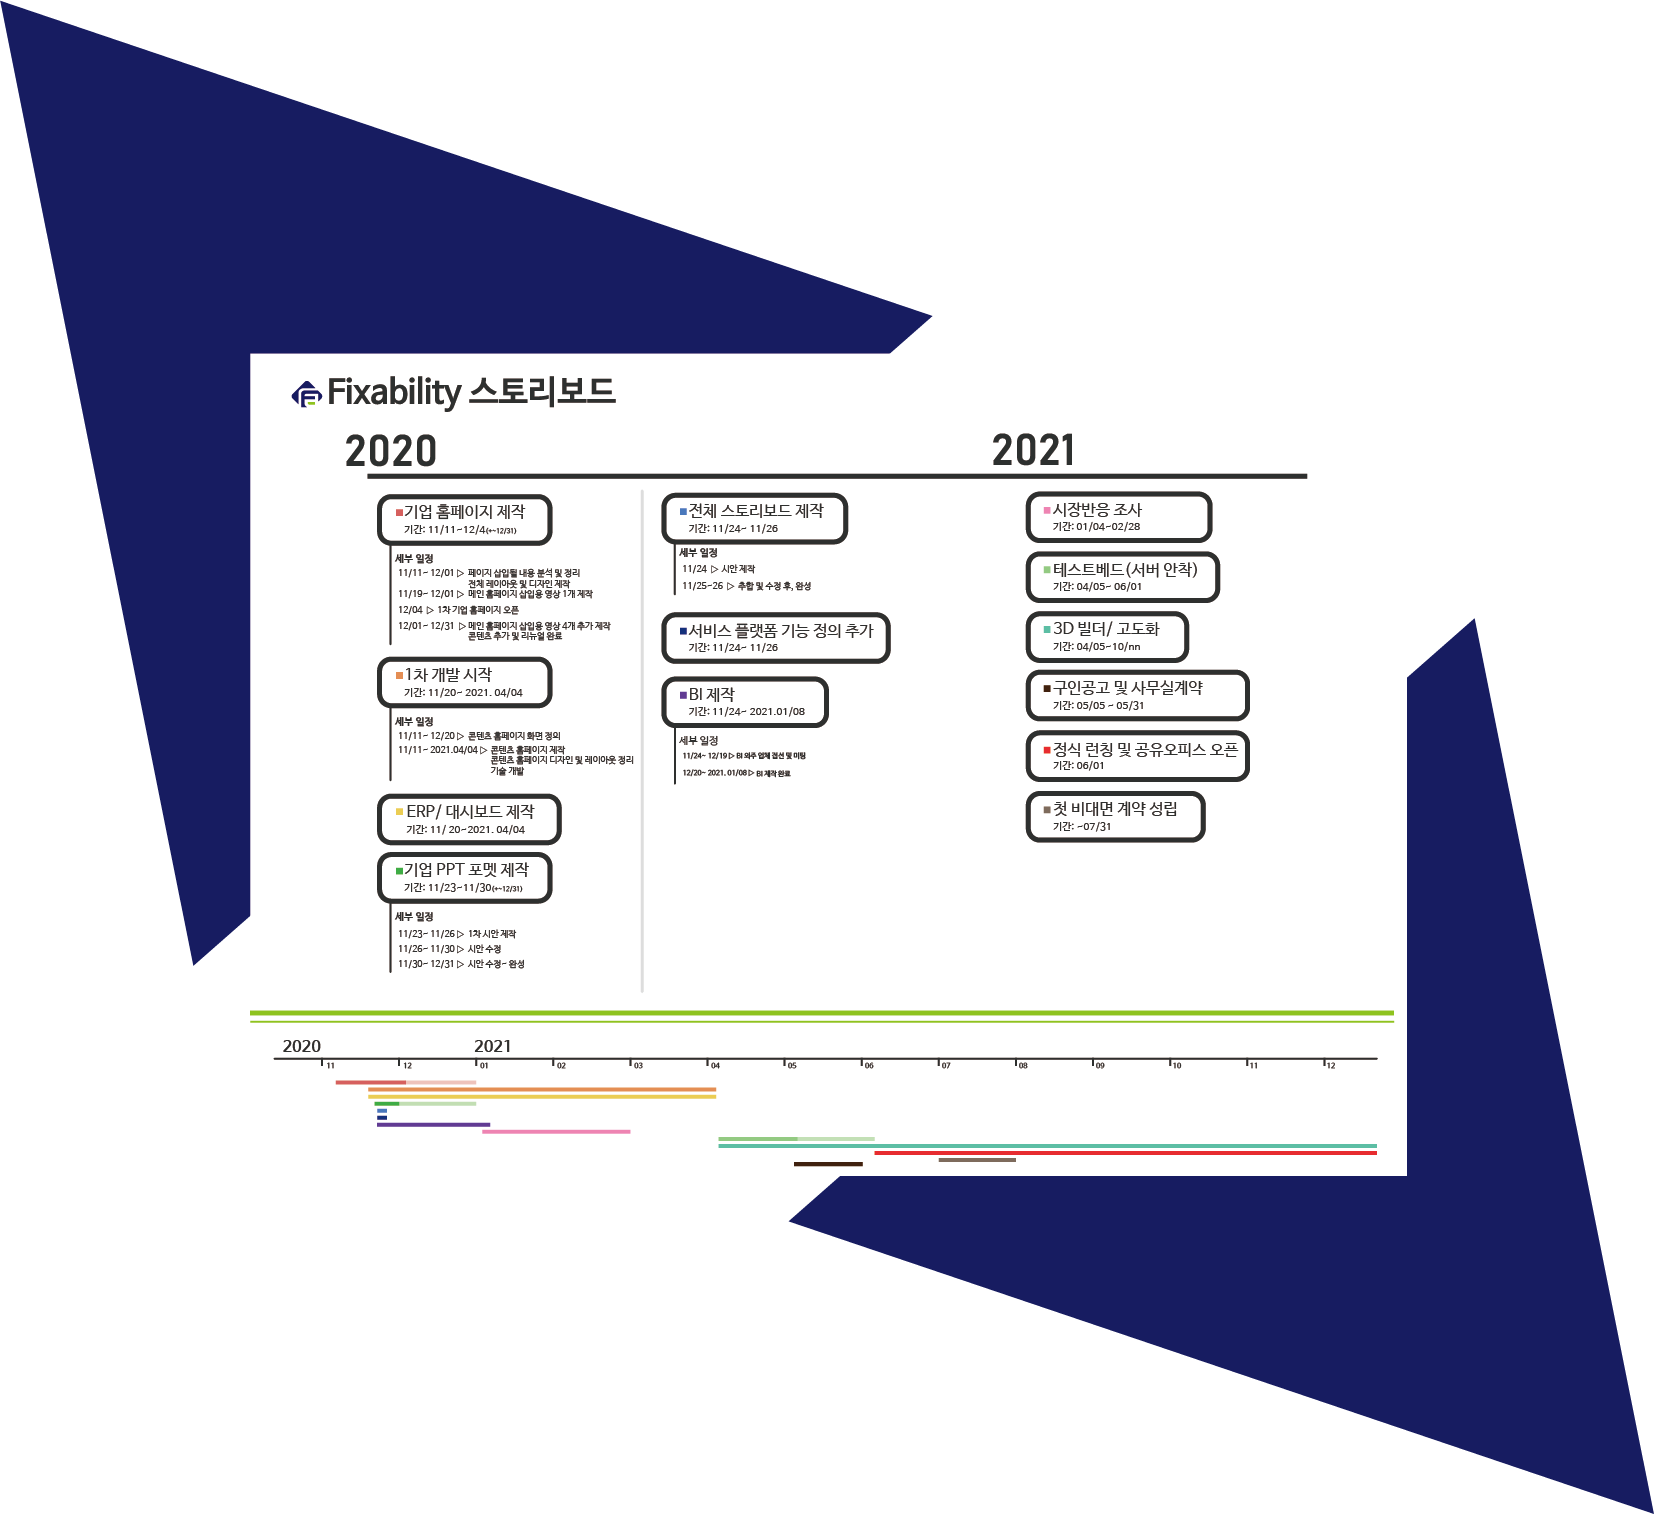 Fixability 스토리보드
2020
2021
기업 홈페이지 제작
기간: 11/11~12/4(+~12/31)
세부 일정
11/11~ 12/01 ▷ 페이지 삽입될 내용 분석 및 정리
전체 레이아웃 및 디자인 제작
11/19~ 12/01 ▷ 메인 홈페이지 삽입용 영상 1개 제작
12/04 ▷ 1차 기업 홈페이지 오픈
12/01~ 12/31 ▷ 메인 홈페이지 삽입용 영상 4개 추가 제작
콘텐츠 추가 및 리뉴얼 완료
1차 개발 시작
기간: 11/20~ 2021. 04/04
세부 일정
11/11~ 12/20 ▷ 콘텐츠 홈페이지 화면 정의
11/11~ 2021.04/04 ▷ 콘텐츠 홈페이지 제작
콘텐츠 홈페이지 디자인 및 레이아웃 정리
기술 개발
ERP/ 대시보드 제작
기간: 11/ 20~2021. 04/04
기업 PPT 포멧 제작
기간: 11/23~11/30(+~12/31)
세부 일정
11/23~ 11/26 ▷ 1차 시안 제작
11/26~ 11/30 ▷ 시안 수정
11/30~ 12/31 ▷ 시안 수정~ 완성
전체 스토리보드 제작
기간: 11/24~ 11/26
세부 일정
11/24 ▷ 시안 제작
11/25~26 ▷ 추합 및 수정 후, 완성
서비스 플랫폼 기능 정의 추가
기간: 11/24~ 11/26
BI 제작
기간: 11/24~ 2021.01/08
세부 일정
11/24~ 12/19 ▷ BI 외주 업체 컨선 및 미팅
12/20~ 2021. 01/08 ▷ BI 제작 완료
시장반응 조사
기간: 01/04~02/28
테스트베드(서버 안착)
기간: 04/05~ 06/01
3D 빌더/ 고도화
기간: 04/05~10/nn
구인공고 및 사무실계약
기간: 05/05 ~ 05/31
정식 런칭 및 공유오피스 오픈
기간: 06/01
첫 비대면 계약 성립
기간: ~07/31
2020
2021
11 12 01 02 03 04 05 06 07 08 09 10 11 12